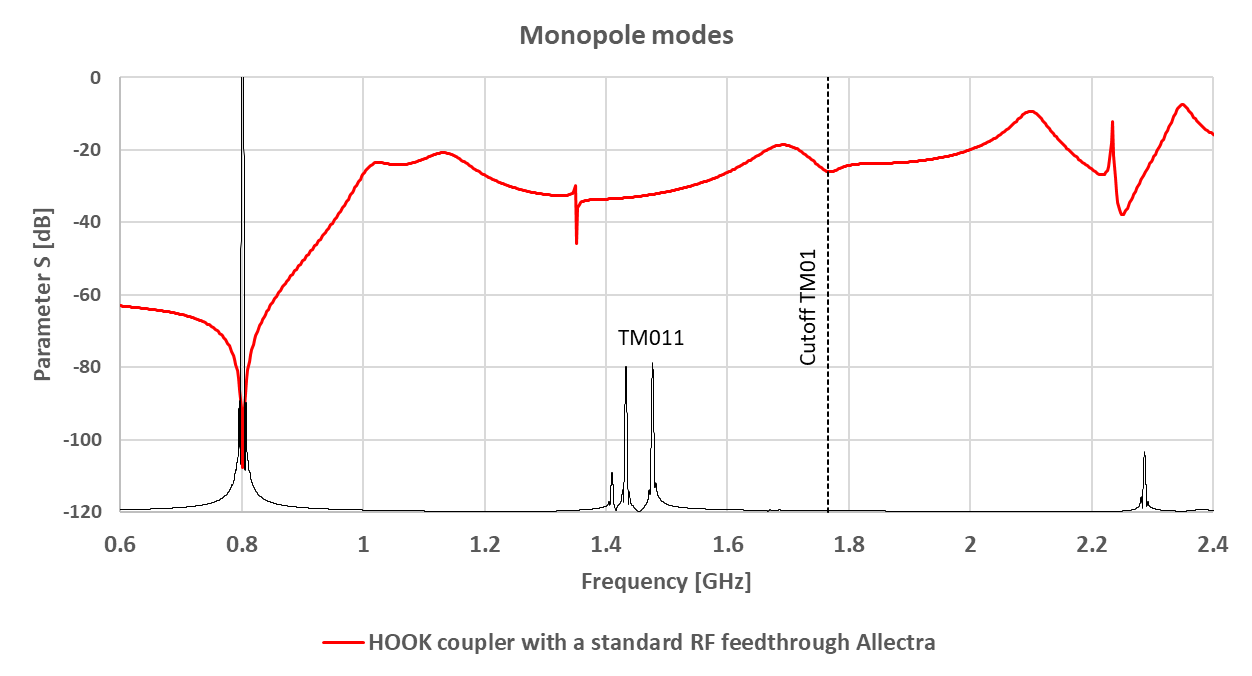 Monopole modes
0
-20
-40
-60
-80
-100
-120
Parameter S [dB]
TM011
Cutoff TM01
0.6 0.8 1 1.2 1.4 1.6 1.8 2 2.2 2.4
Frequency [GHz]
HOOK coupler with a standard RF feedthrough Allectra